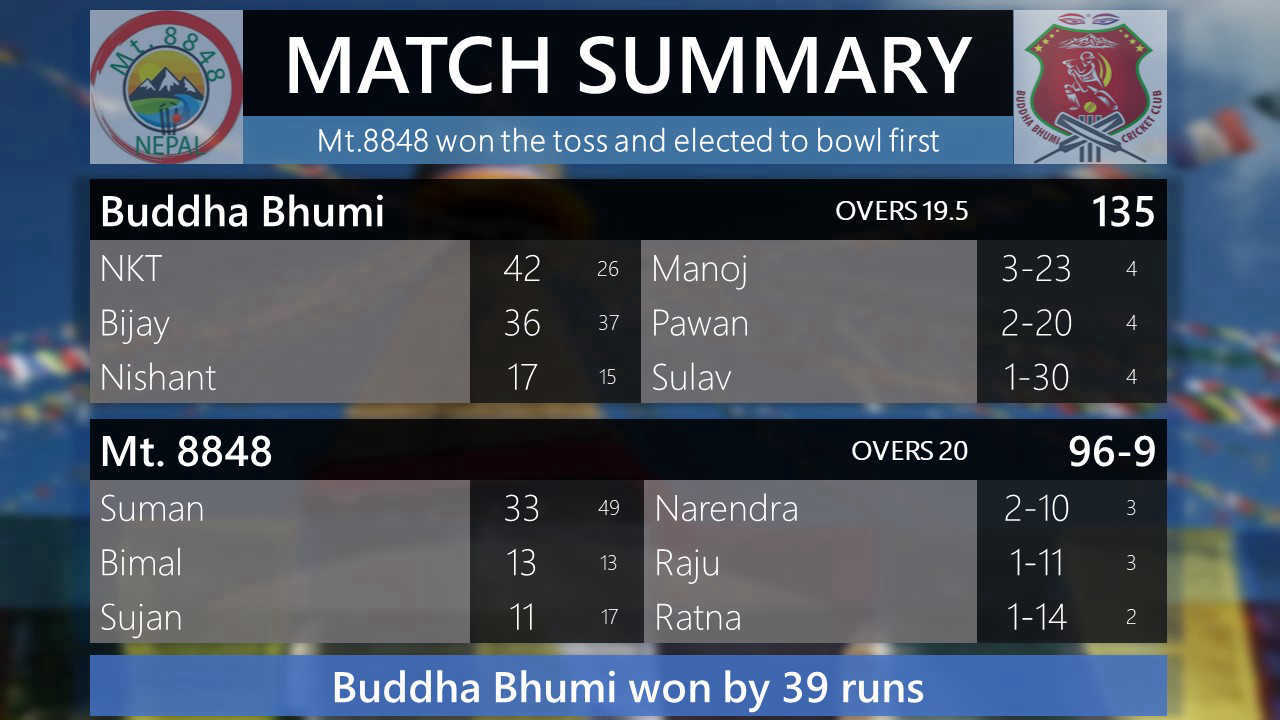 Mt. 8848
NEPAL
MATCH SUMMARY
Mt.8848 won the toss and elected to bowl first
BUDDHA BHUMI CRICKET CLUB
Buddha Bhumi OVERS 19.5 135
NKT 42 26 Manoj 3-23 4
Bijay 36 37 Pawan 2-20 4
Nishant 17 15 Sulav 1-30 4
Mt. 8848 OVERS 20 96-9
Suman 33 49 Narendra 2-10 3
Bimal 13 13 Raju 1-11 3
Sujan 11 17 Ratna 1-14 2
Buddha Bhumi won by 39 runs